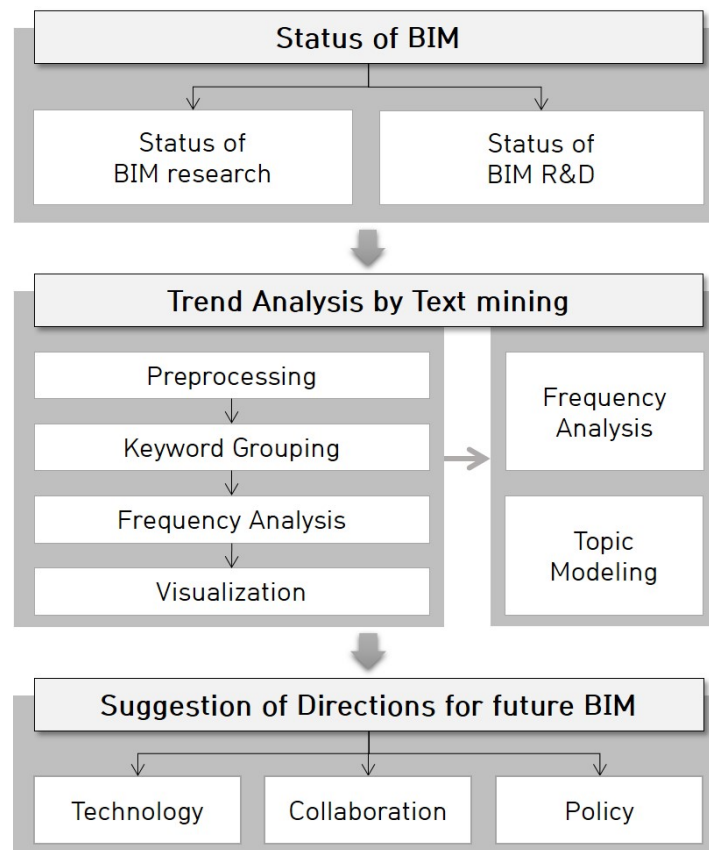 Status of BIM
Status of
BIM research
Status of
BIM R&D
Trend Analysis by Text mining
Preprocessing
Keyword Grouping
Frequency Analysis
Visualization
Frequency
Analysis
Topic
Modeling
Suggestion of Directions for future BIM
Technology
Collaboration
Policy